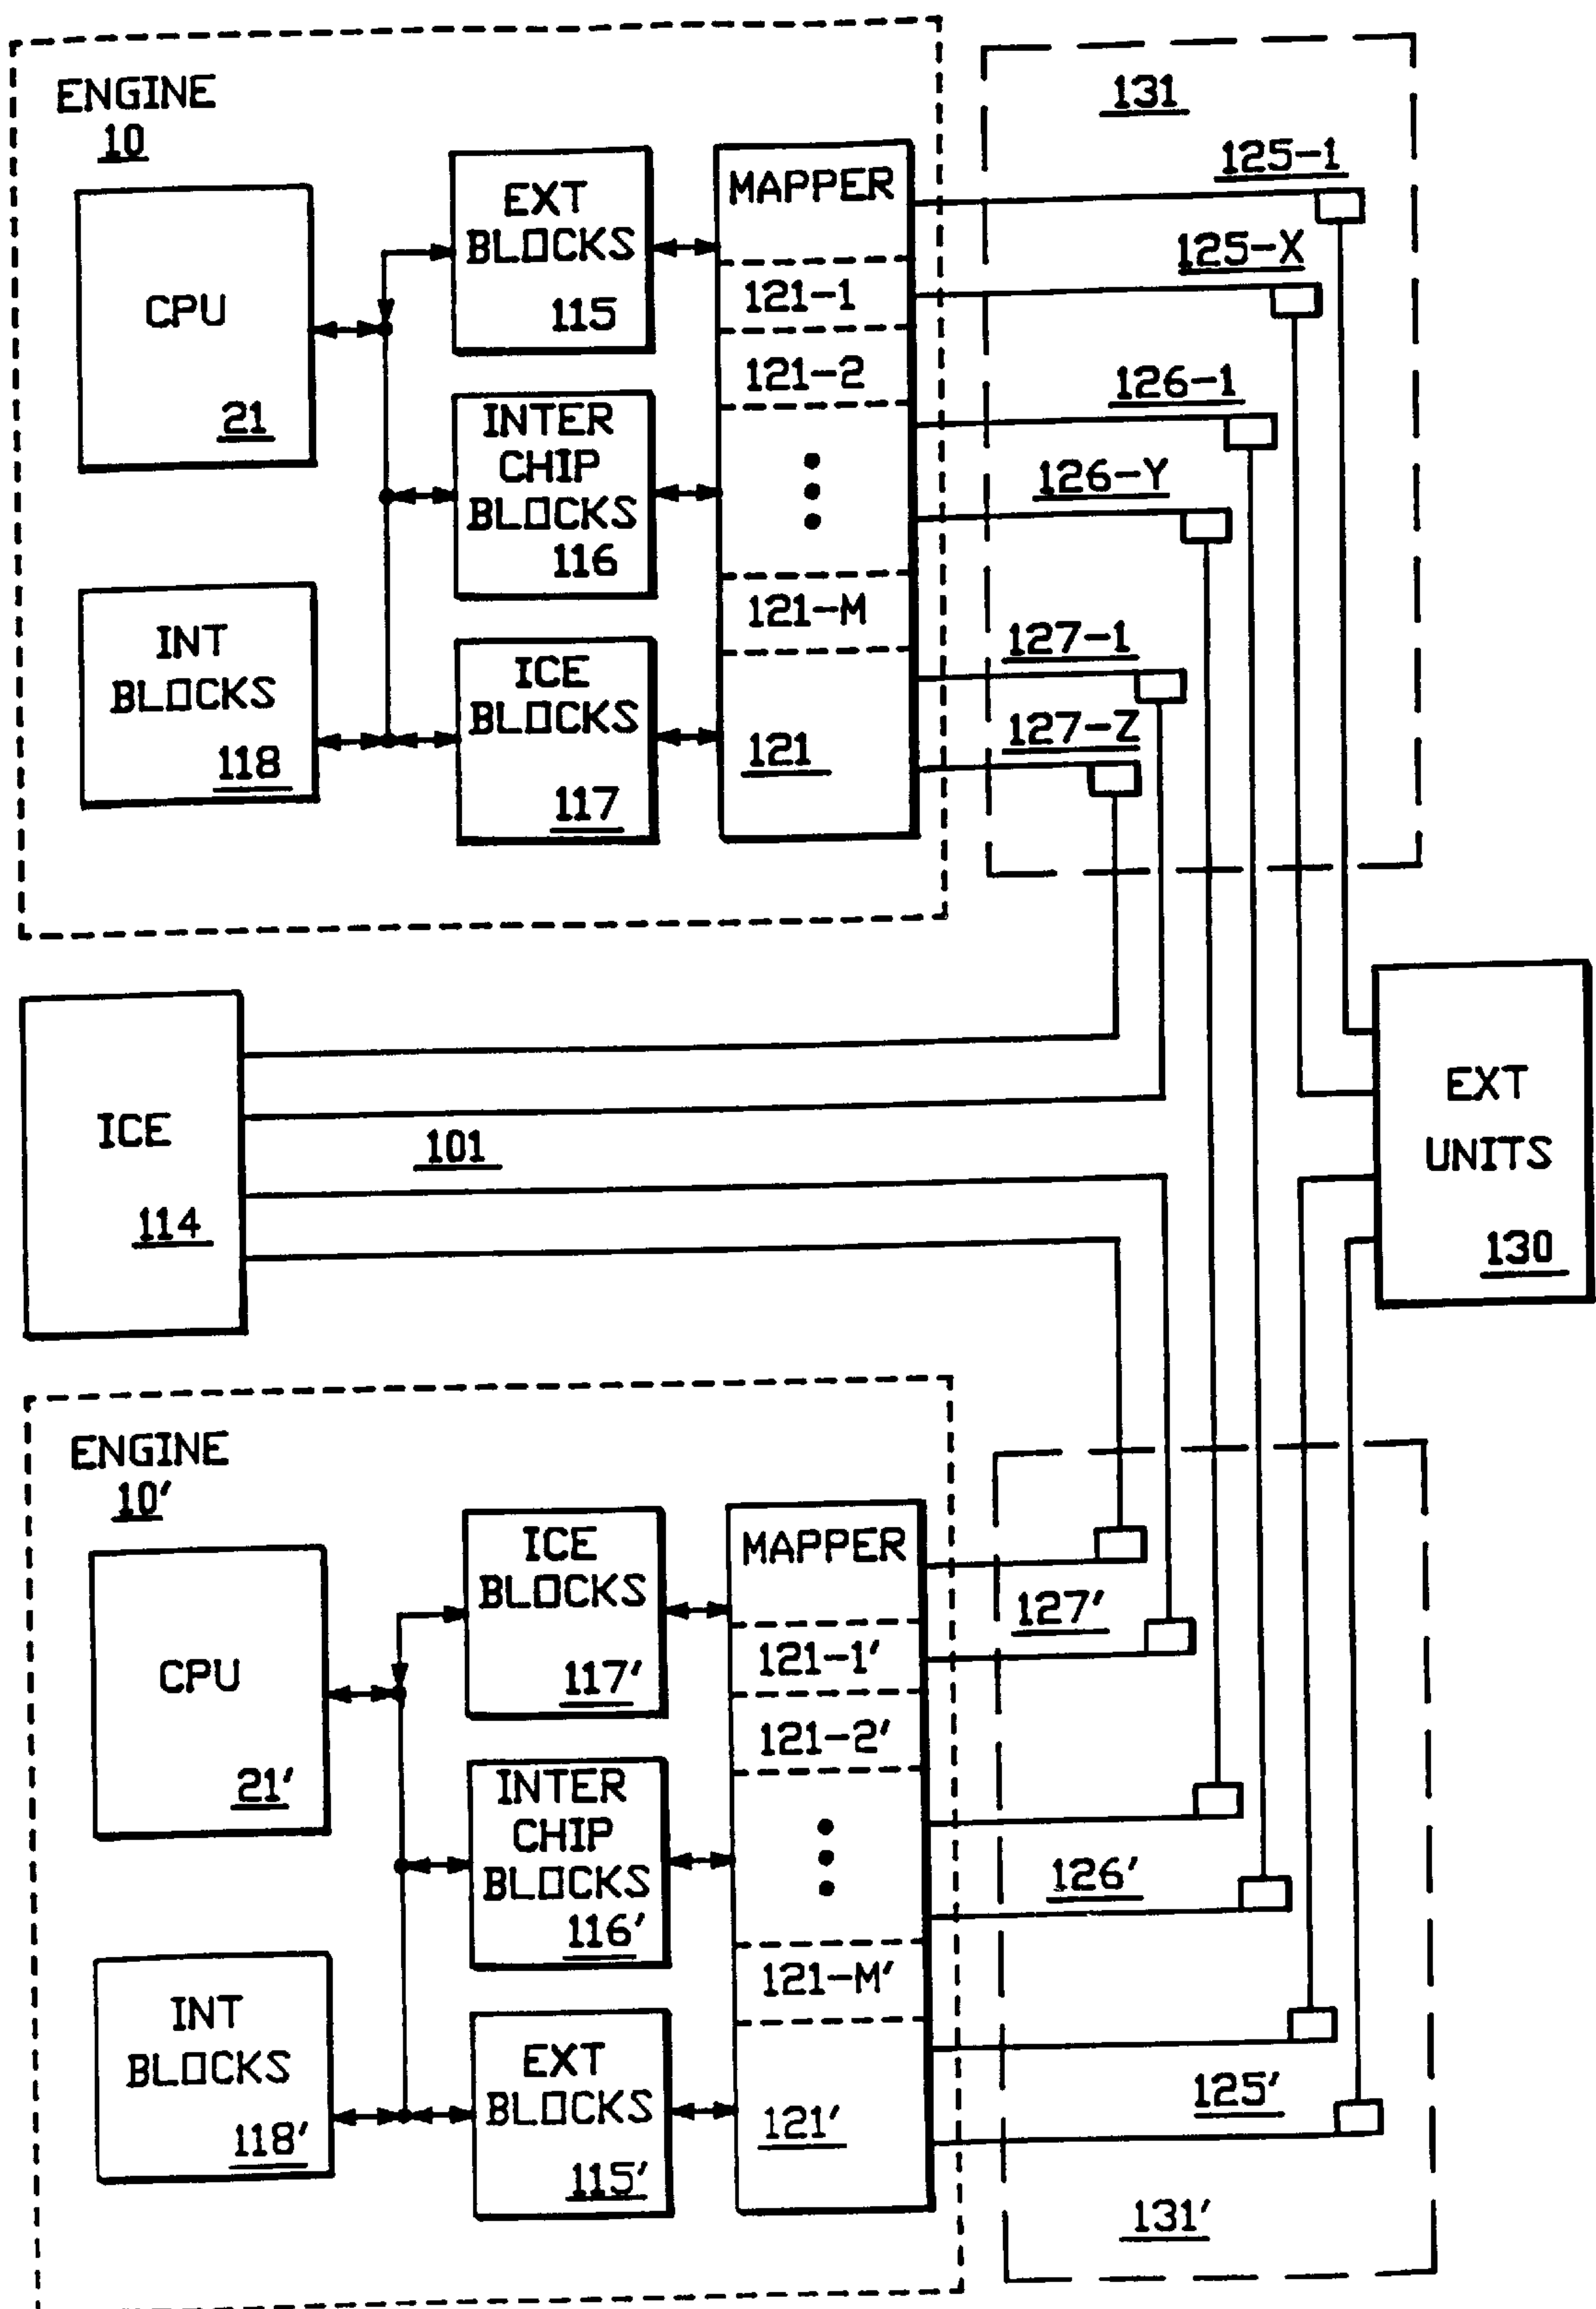 ENGINE
10
CPU
21
INT
BLOCKS
118
EXT
BLOCKS
115
INTER
CHIP
BLOCKS
116
ICE
BLOCKS
117
MAPPER
121-1
121-2
121-M
121
131
125-1
125-X
126-1
126-Y
127-1
127-Z
ICE
114
101
EXT
UNITS
130
ENGINE
10'
CPU
21'
INT
BLOCKS
118'
ICE
BLOCKS
117'
INTER
CHIP
BLOCKS
116'
EXT
BLOCKS
115'
MAPPER
121-1'
121-2'
121-M'
121'
127'
126'
125'
131'